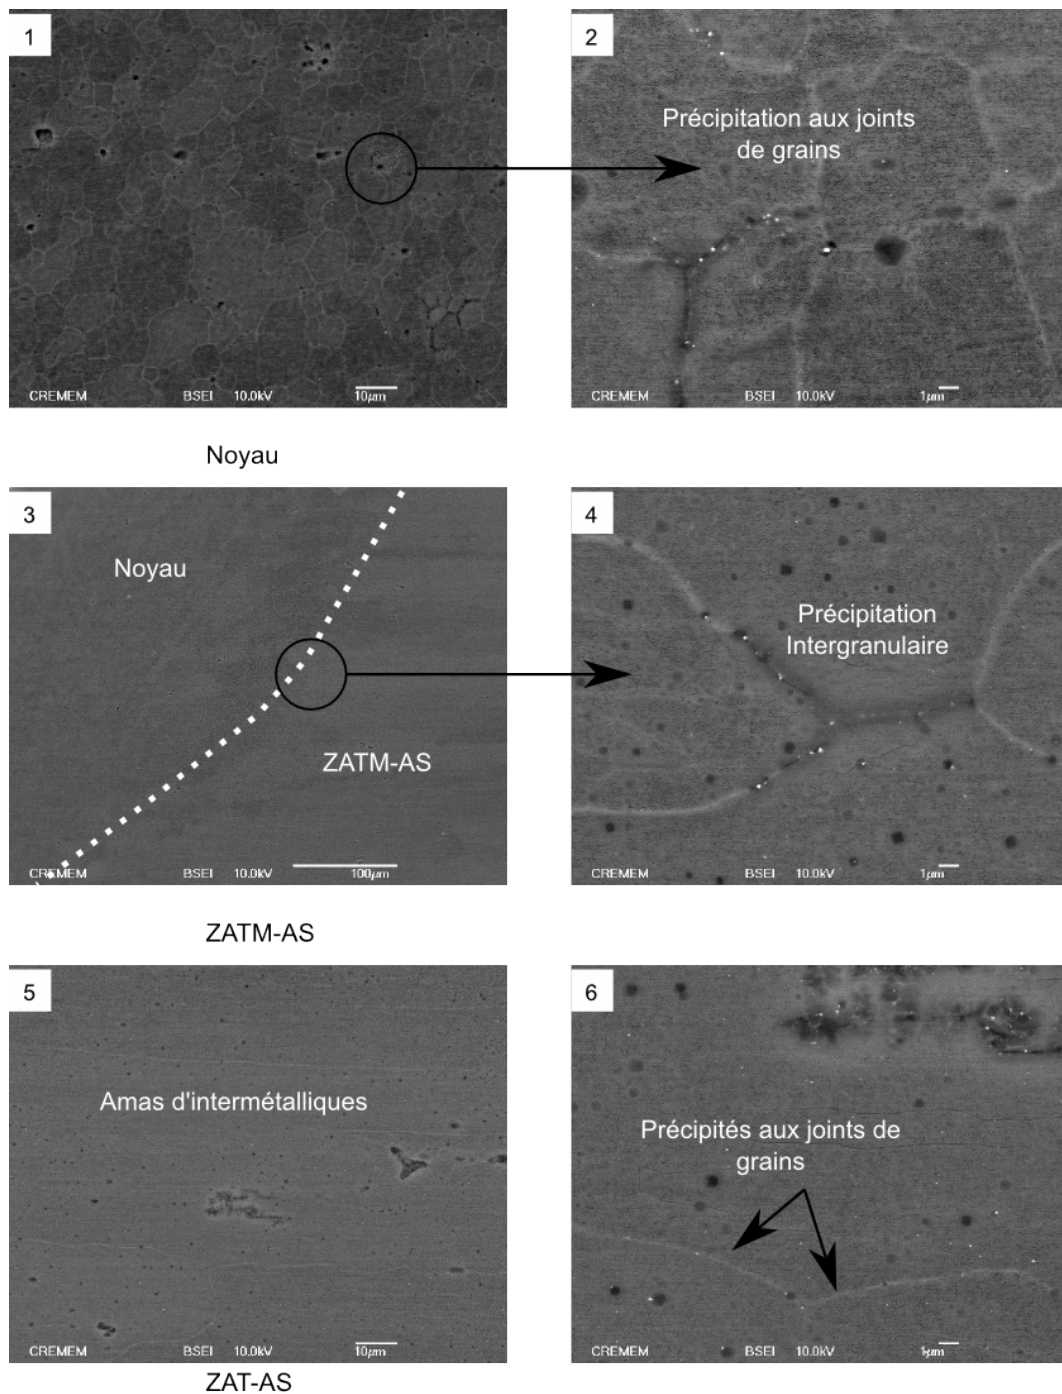 1
2
Précipitation aux joints
de grains
CREMEM BSEI 10.0kV 10µm
CREMEM BSEI 10.0kV 1µm
Noyau
3
4
Noyau
Précipitation
Intergranulaire
ZATM-AS
CREMEM BSEI 10.0kV 100µm
CREMEM BSEI 10.0kV 1µm
ZATM-AS
5
6
Amas d'intermétalliques
Précipités aux joints de
grains
CREMEM BSEI 10.0kV 10µm
CREMEM BSEI 10.0kV 1µm
ZAT-AS